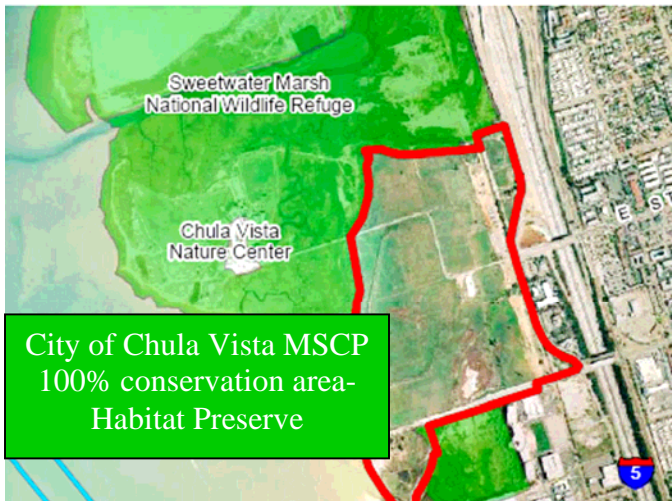 Sweetwater Marsh
National Wildlife Refuge
Chula Vista
Nature Center
E S
City of Chula Vista MSCP
100% conservation area-
Habitat Preserve
5